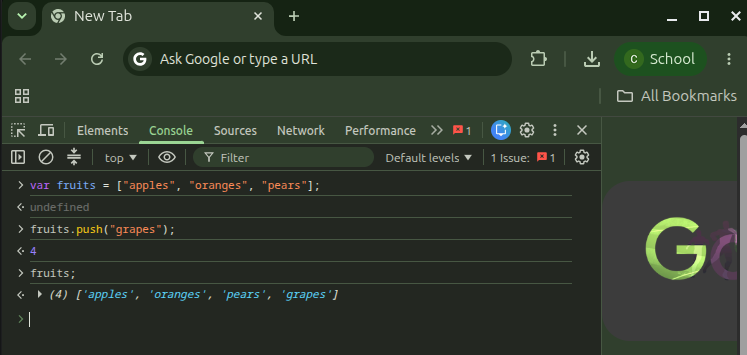 New Tab
Ask Google or type a URL
C School
All Bookmarks
Elements Console Sources Network Performance 1
top Filter Default levels 1 Issue: 1
var fruits = ["apples", "oranges", "pears"];
undefined
fruits.push("grapes");
4
fruits;
(4) ['apples', 'oranges', 'pears', 'grapes']
G